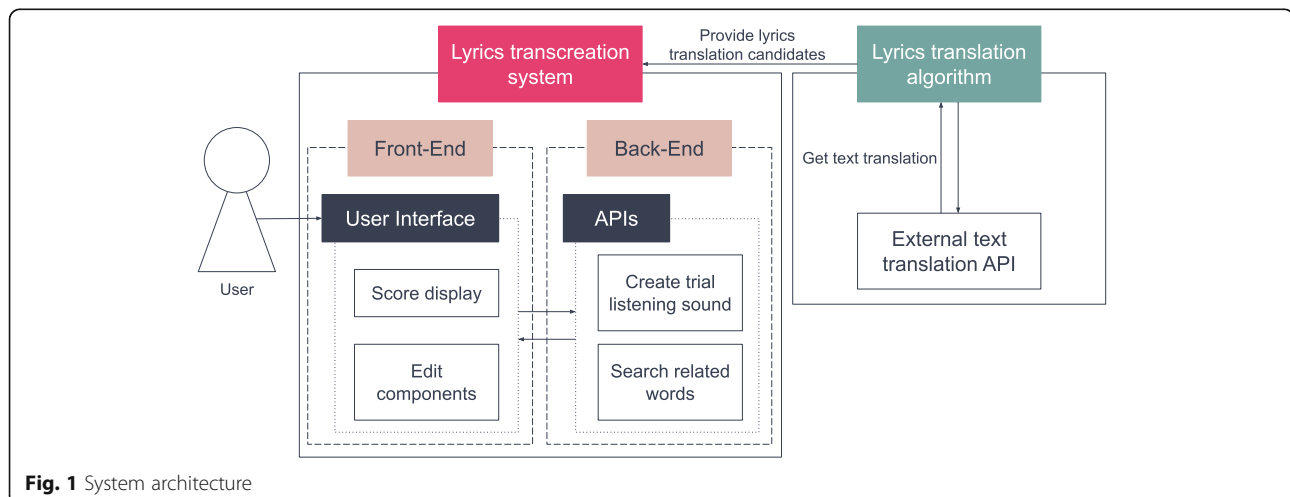 Lyrics transcreation
system
Provide lyrics
translation candidates
Lyrics translation
algorithm
Front-End
Back-End
Get text translation
User Interface
APIs
External text
translation API
User
Score display
Create trial
listening sound
Edit
components
Search related
words
Fig. 1 System architecture